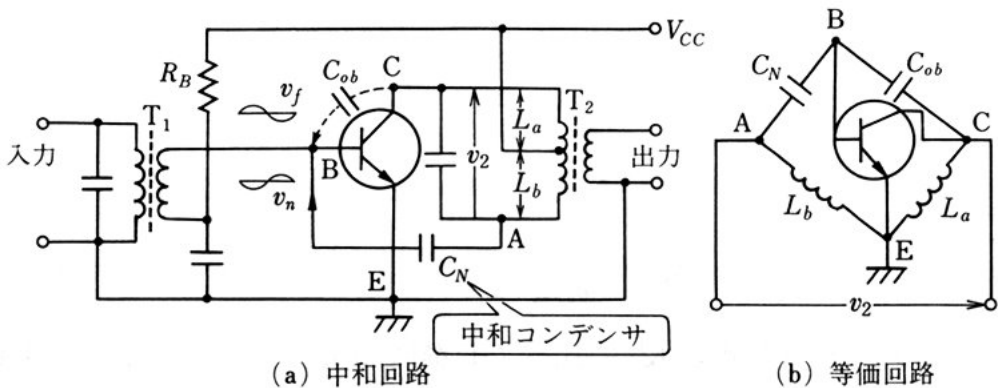 V_CC
R_B
C_ob
C
v_f
T_1
T_2
L_a
v_2
入力
B
出力
L_b
v_n
A
C_N
E
中和コンデンサ
(a) 中和回路
B
C_N
C_ob
A
C
L_b
L_a
E
v_2
(b) 等価回路